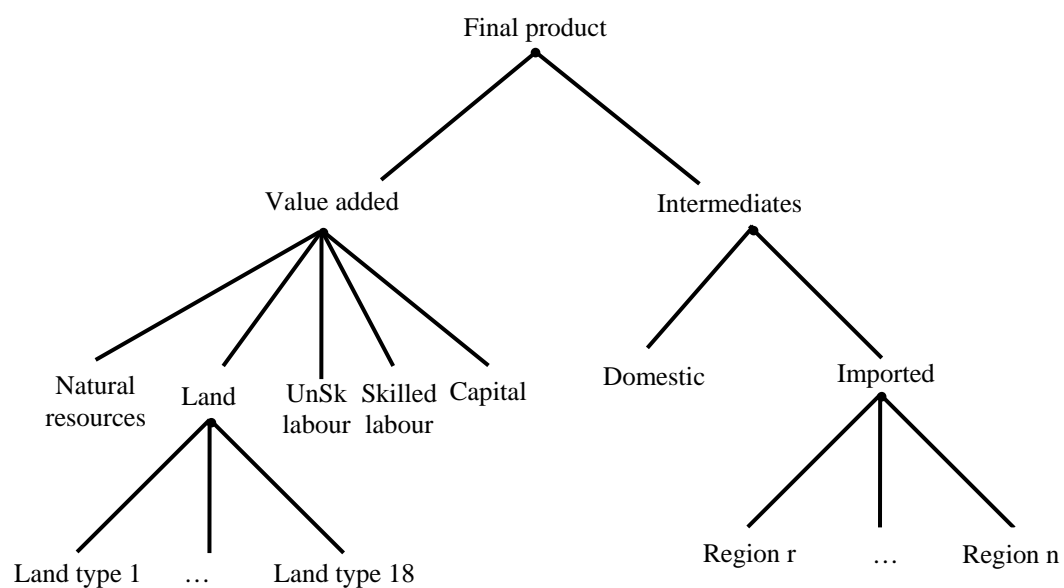 Final product
Value added
Intermediates
Natural
resources
Land
UnSk
labour
Skilled
labour
Capital
Domestic
Imported
Land type 1
…
Land type 18
Region r
…
Region n